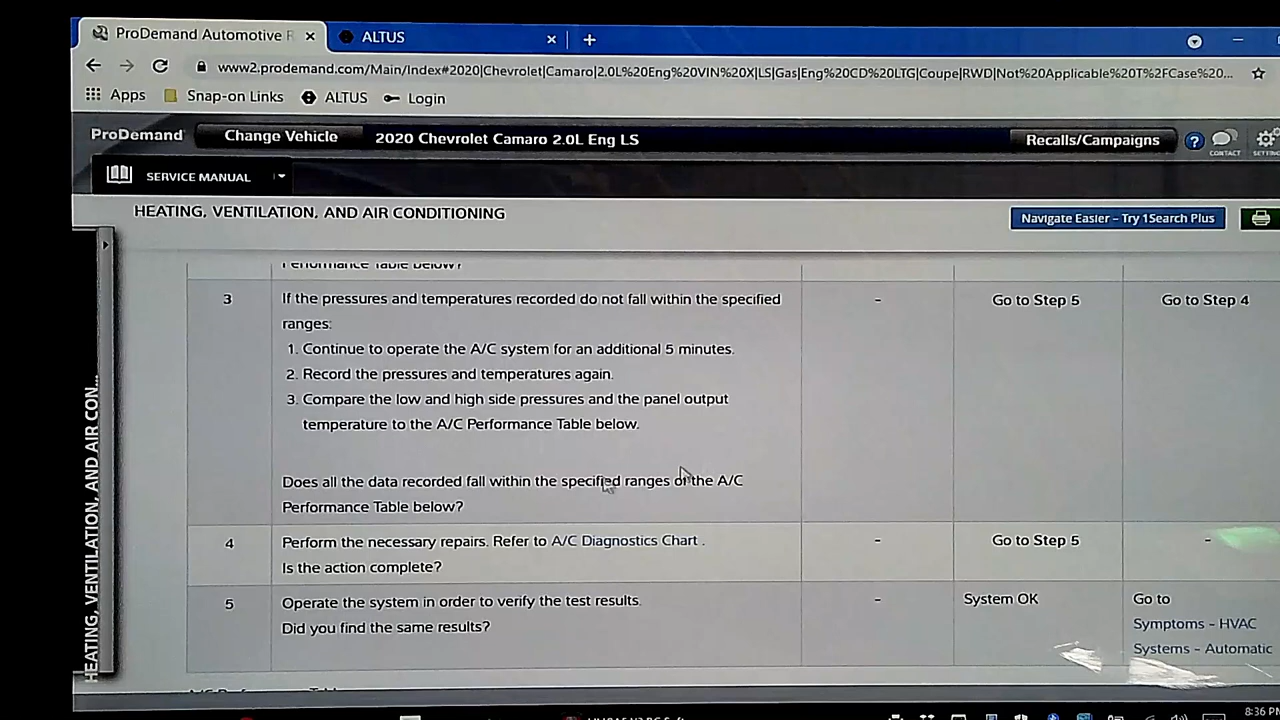 ProDemand Automotive R
ALTUS
www2.prodemand.com/Main/Index#2020|Chevrolet|Camaro|2.0L%20Eng%20VIN%20X|LS|Gas|Eng%20CD%20LTG|Coupe|RWD|Not%20Applicable%20T%2FCase%20...
Apps Snap-on Links ALTUS Login
ProDemand Change Vehicle 2020 Chevrolet Camaro 2.0L Eng LS Recalls/Campaigns ?
CONTACT
SERVICE MANUAL
HEATING, VENTILATION, AND AIR CONDITIONING
Navigate Easier – Try 1Search Plus
HEATING, VENTILATION, AND AIR CON...
Performance Table below?
3 If the pressures and temperatures recorded do not fall within the specified - Go to Step 5 Go to Step 4
ranges:
1. Continue to operate the A/C system for an additional 5 minutes.
2. Record the pressures and temperatures again.
3. Compare the low and high side pressures and the panel output
temperature to the A/C Performance Table below.
Does all the data recorded fall within the specified ranges of the A/C
Performance Table below?
4 Perform the necessary repairs. Refer to A/C Diagnostics Chart . - Go to Step 5 -
Is the action complete?
5 Operate the system in order to verify the test results. - System OK Go to
Did you find the same results? Symptoms - HVAC
Systems - Automatic
8:36 PM